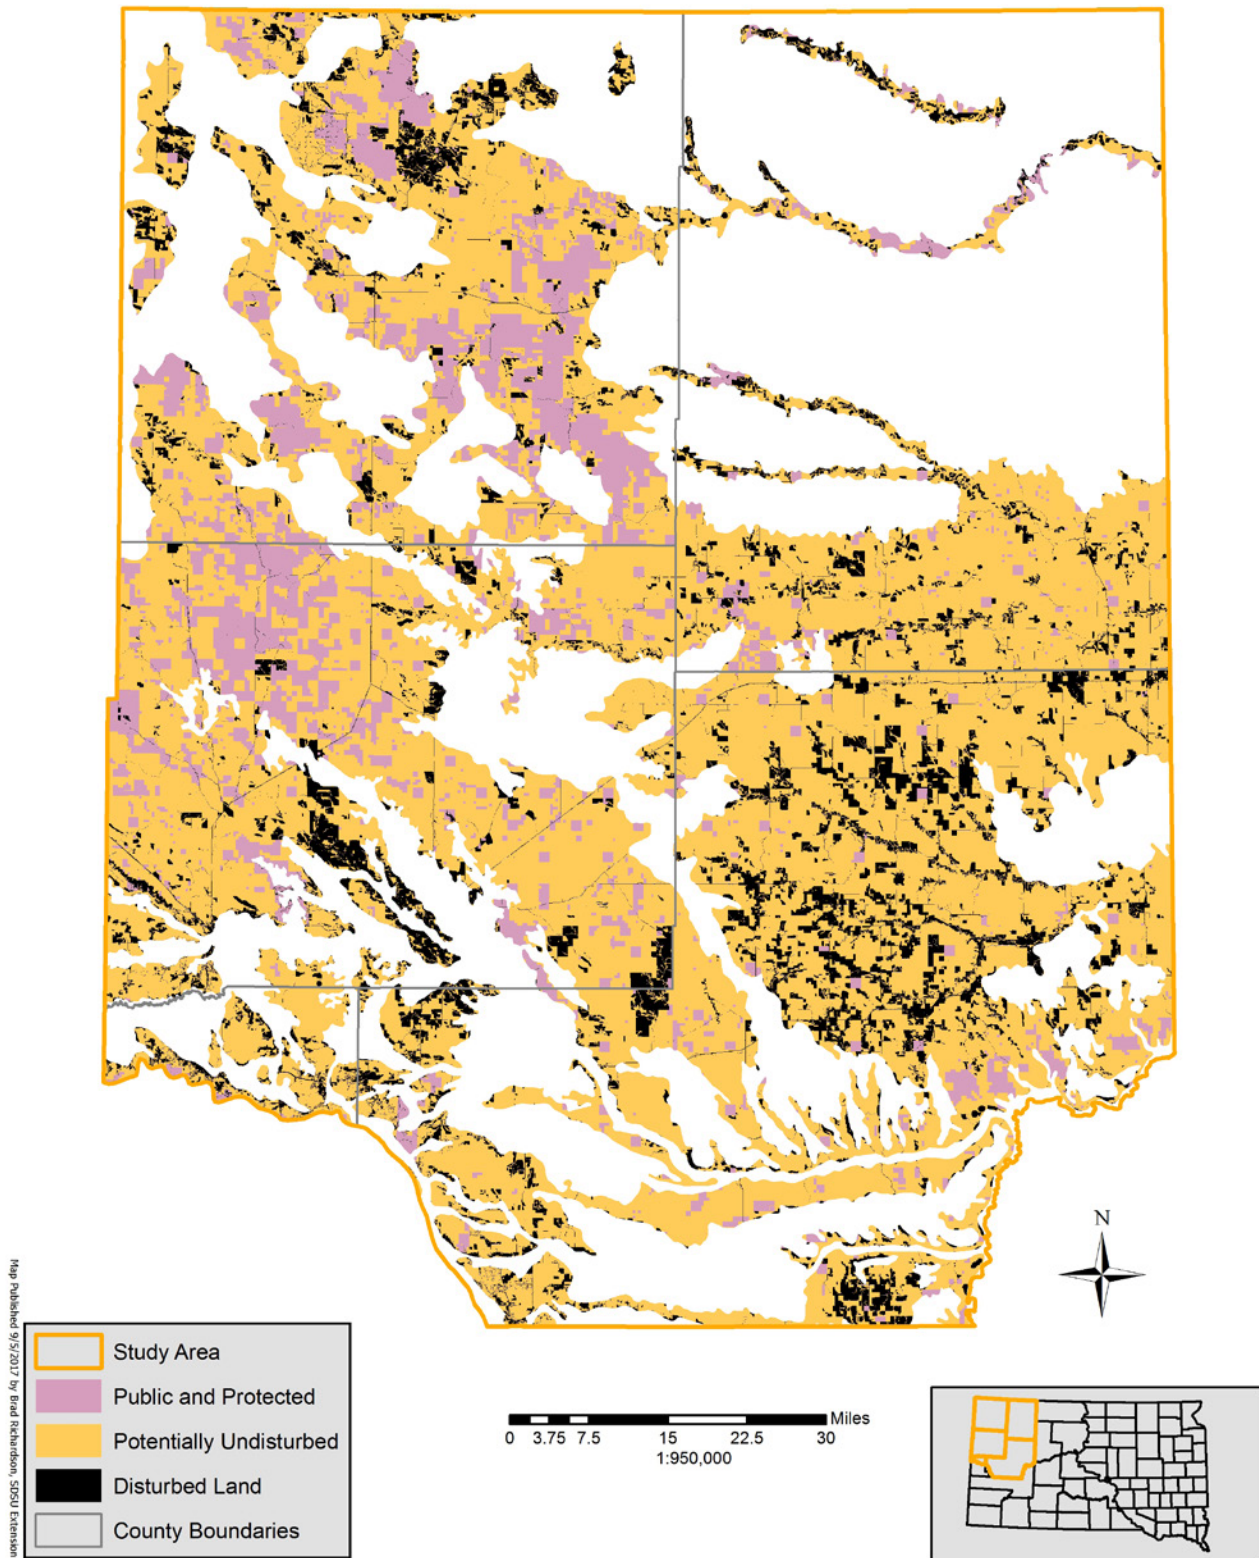 N
Map Published 9/5/2017 by Brad Richardson, SDSU Extension
Study Area
Public and Protected
Potentially Undisturbed
Disturbed Land
County Boundaries
Miles
0 3.75 7.5 15 22.5 30
1:950,000